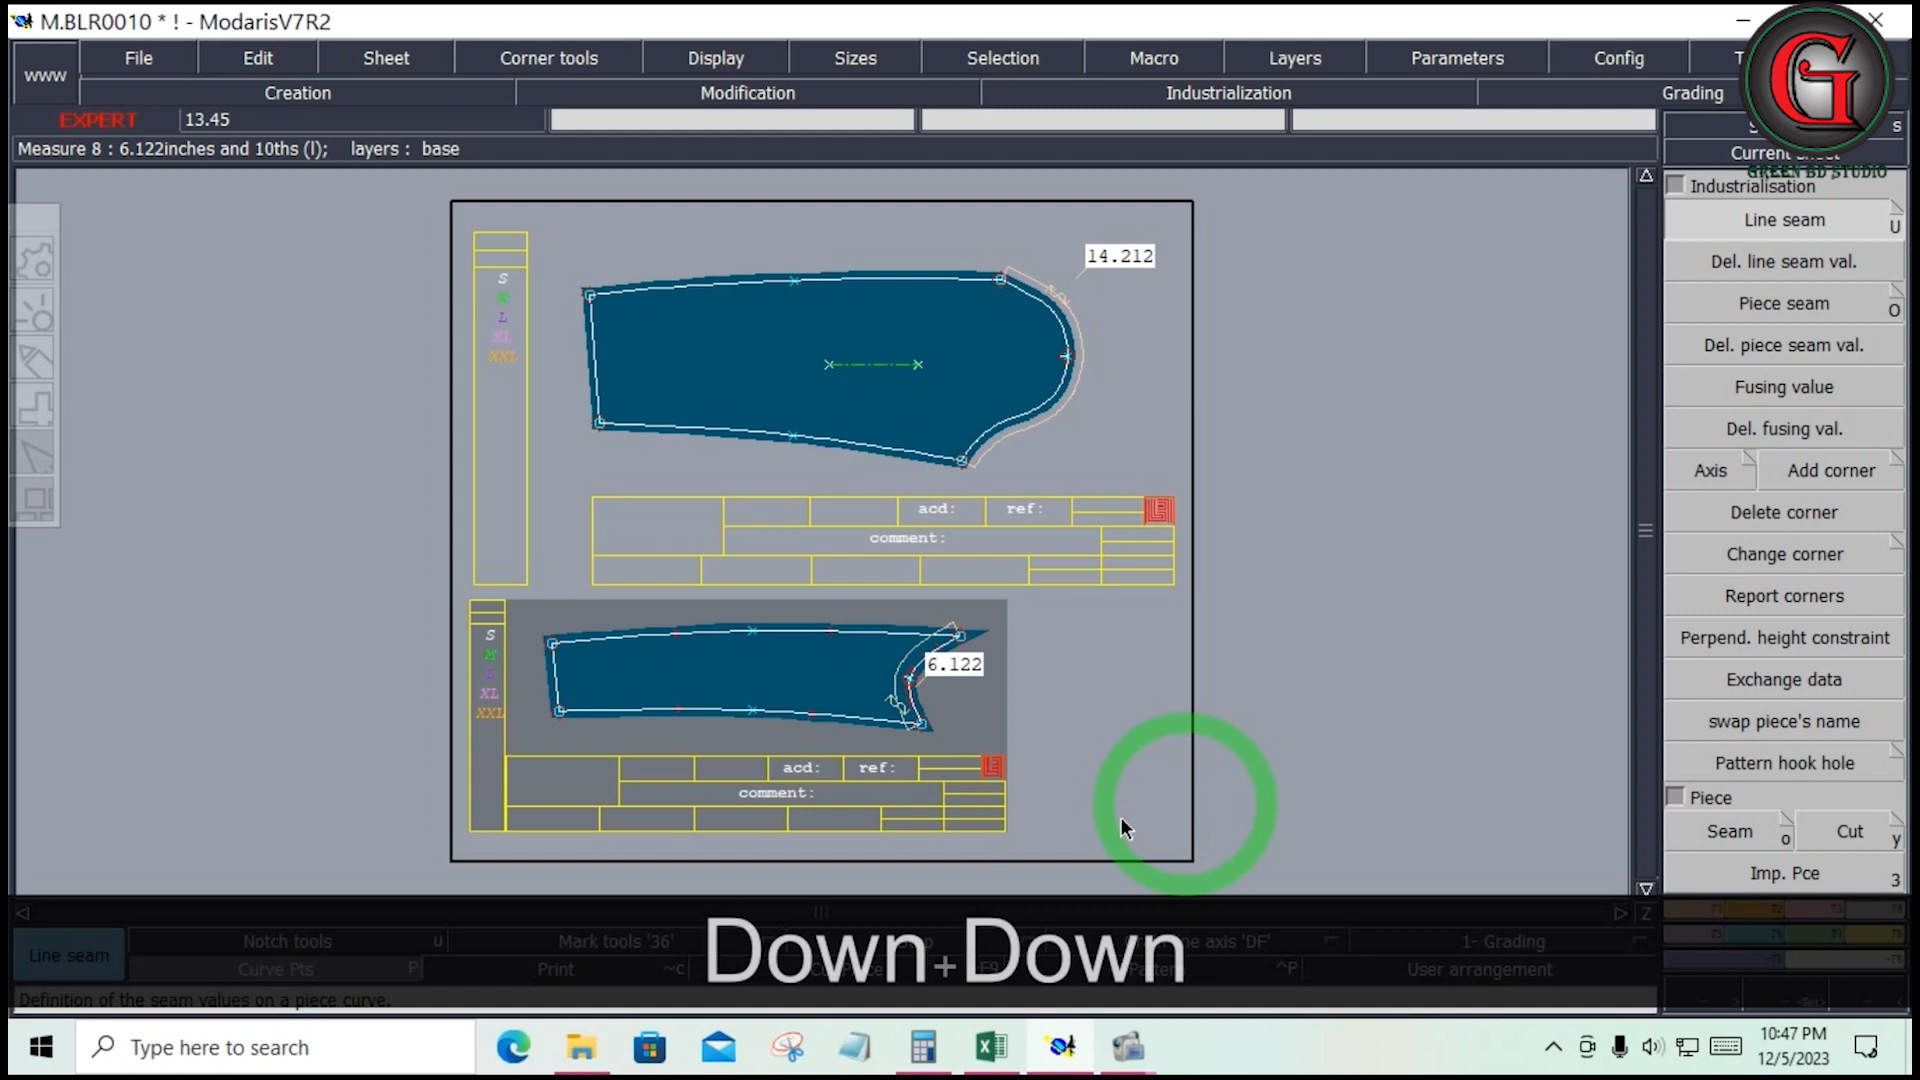 M.BLR0010 * ! - ModarisV7R2
www
File Edit Sheet Corner tools Display Sizes Selection Macro Layers Parameters Config
Creation Modification Industrialization Grading
EXPERT 13.45
Measure 8 : 6.122inches and 10ths (l); layers : base
G
GREEN BD STUDIO
Industrialisation
Line seam U
Del. line seam val.
Piece seam O
Del. piece seam val.
Fusing value
Del. fusing val.
Axis Add corner
Delete corner
Change corner
Report corners
Perpend. height constraint
Exchange data
swap piece's name
Pattern hook hole
Piece
Seam o Cut y
Imp. Pce 3
S
M
L
XL
XXL
14.212
acd: ref:
comment:
S
M
L
XL
XXL
6.122
acd: ref:
comment:
Down+Down
Line seam
Notch tools u Mark tools '36' axis 'DF' 1- Grading
Curve Pts P Print ~c ^P User arrangement
Definition of the seam values on a piece curve.
Type here to search
10:47 PM
12/5/2023